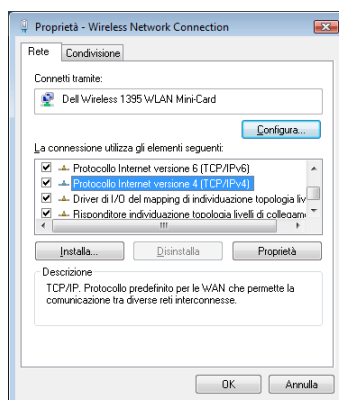 Proprietà - Wireless Network Connection
Rete Condivisione
Connetti tramite:
Dell Wireless 1395 WLAN Mini-Card
Configura...
La connessione utilizza gli elementi seguenti:
Protocollo Internet versione 6 (TCP/IPv6)
Protocollo Internet versione 4 (TCP/IPv4)
Driver di I/O del mapping di individuazione topologia liv
Risponditore individuazione topologia livelli di collegam
Installa... Disinstalla Proprietà
Descrizione
TCP/IP. Protocollo predefinito per le WAN che permette la
comunicazione tra diverse reti interconnesse.
OK Annulla